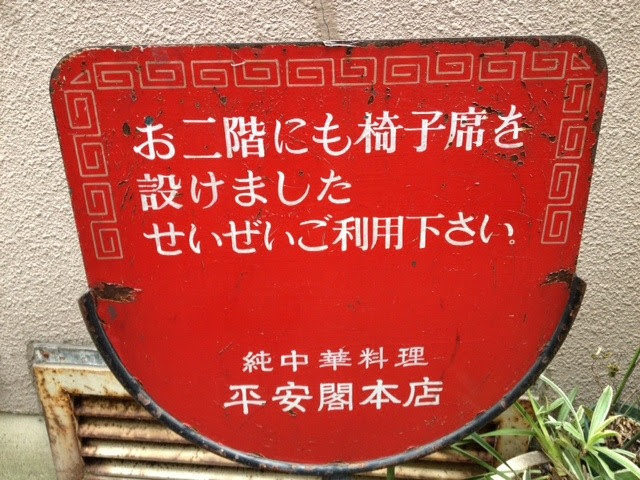 お二階にも椅子席を
設けました
せいぜいご利用下さい。
純中華料理
平安閣本店